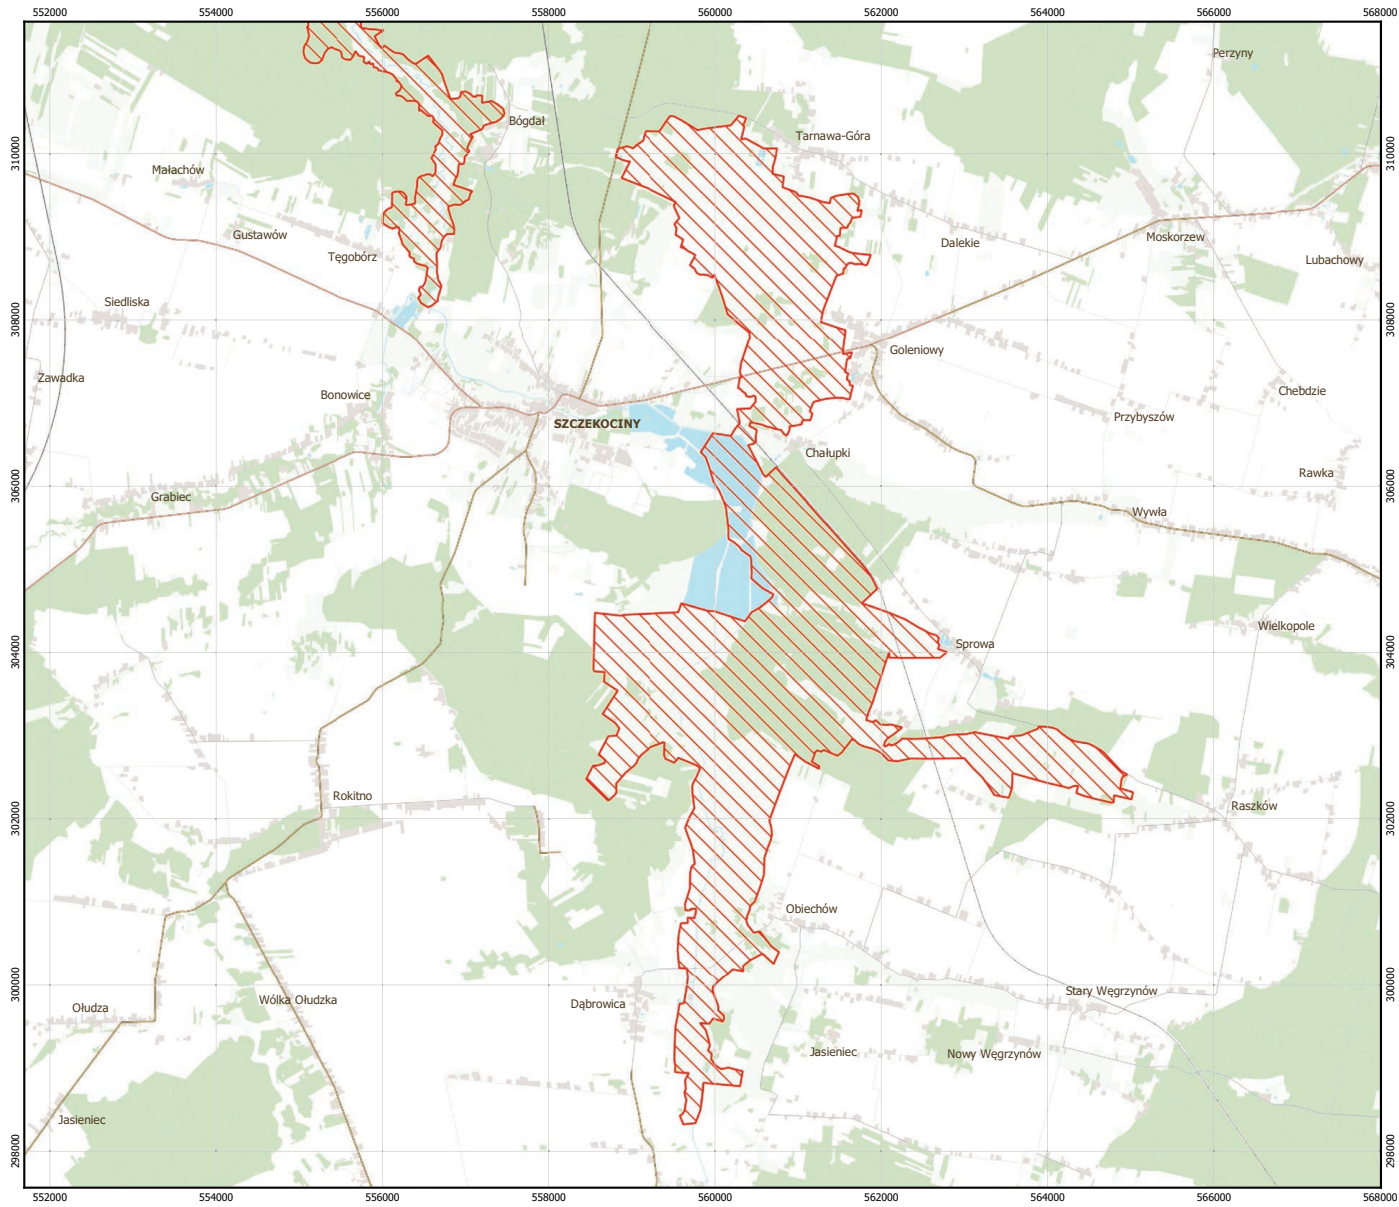 552000 554000 556000 558000 560000 562000 564000 566000 568000
Perzyny
Bógdał
Tarnawa-Góra
310000 310000
Małachów
Gustawów
Moskorzew
Dalekie
Tęgobórz
Lubachowy
Siedliska
308000 308000
Goleniowy
Zawadka
Bonowice
Chebdzie
Przybyszów
SZCZEKOCINY
Chałupki
Rawka
306000 306000
Grabiec
Wywła
Wielkopole
Sprowa
304000 304000
Rokitno
Raszków
302000 302000
Obiechów
Stary Węgrzynów
300000 300000
Wólka Ołudzka
Dąbrowica
Ołudza
Jasieniec
Nowy Węgrzynów
Jasieniec
298000 298000
552000 554000 556000 558000 560000 562000 564000 566000 568000